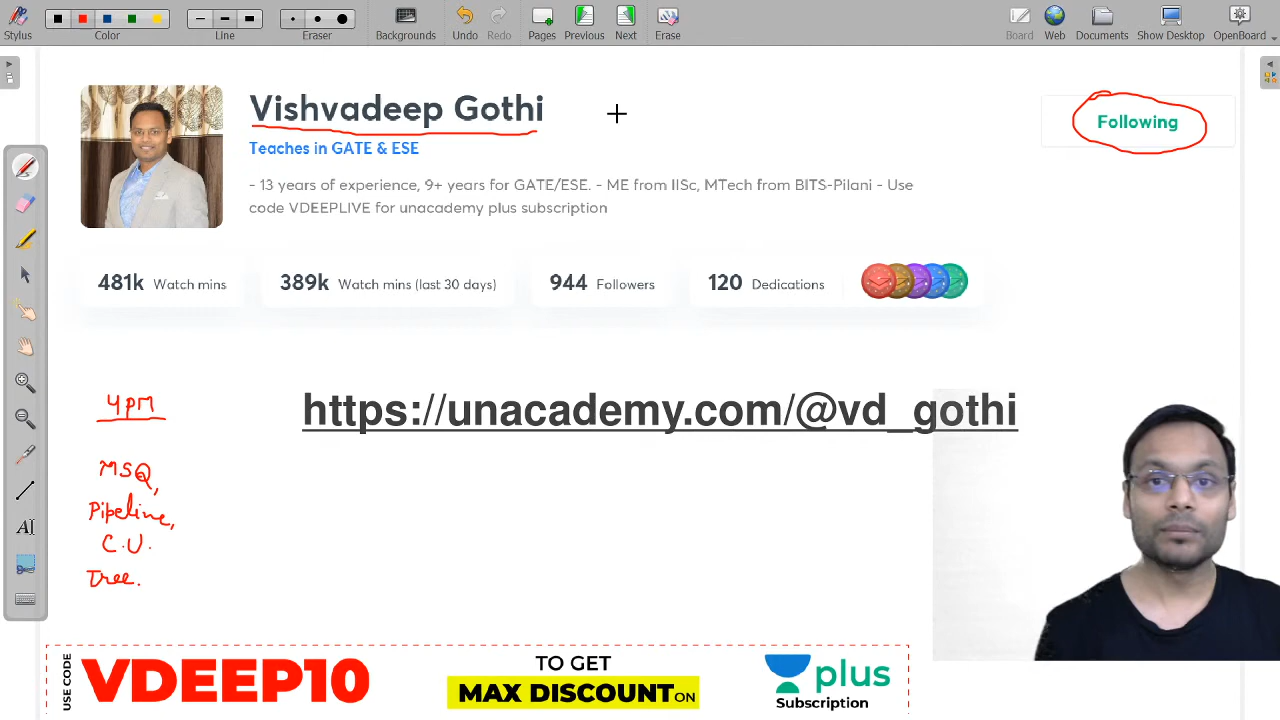 Stylus Color Line Eraser Backgrounds Undo Redo Pages Previous Next Erase Board Web Documents Show Desktop OpenBoard
Vishvadeep Gothi
Following
Teaches in GATE & ESE
- 13 years of experience, 9+ years for GATE/ESE. - ME from IISc, MTech from BITS-Pilani - Use
code VDEEPLIVE for unacademy plus subscription
481k Watch mins 389k Watch mins (last 30 days) 944 Followers 120 Dedications
4 PM
https://unacademy.com/@vd_gothi
MSQ,
Pipeline,
C.U.
Tree.
USE CODE
VDEEP10
TO GET
MAX DISCOUNT ON
plus
Subscription